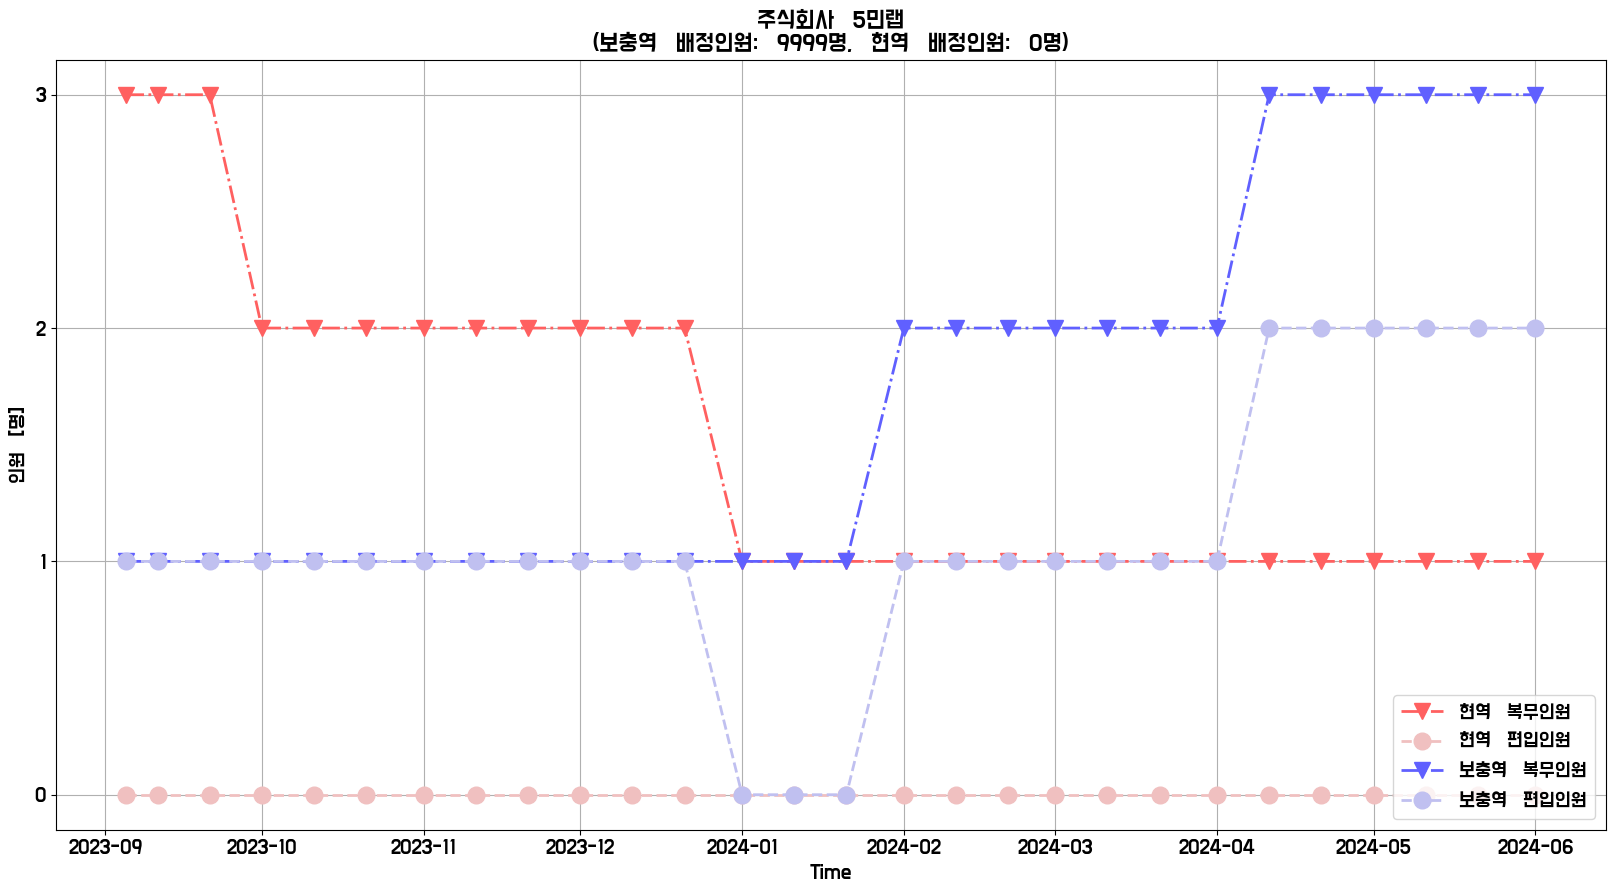 주식회사 5민랩
(보충역 배정인원: 9999명, 현역 배정인원: 0명)
인원 [명]
3
2
1
0
현역 복무인원
현역 편입인원
보충역 복무인원
보충역 편입인원
2023-09 2023-10 2023-11 2023-12 2024-01 2024-02 2024-03 2024-04 2024-05 2024-06
Time